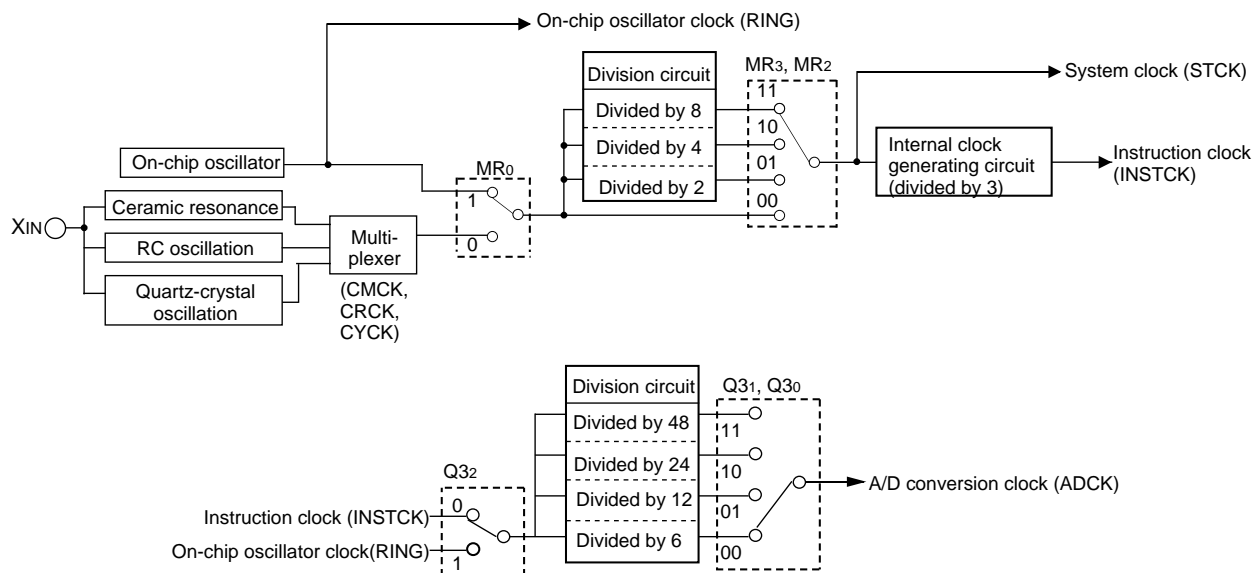 On-chip oscillator clock (RING)
Division circuit
MR3, MR2
System clock (STCK)
11
Divided by 8
10
On-chip oscillator
Divided by 4
Internal clock
generating circuit
(divided by 3)
Instruction clock
(INSTCK)
MR0
01
Divided by 2
1
Ceramic resonance
00
XIN
RC oscillation
Multi-
plexer
0
Quartz-crystal
oscillation
(CMCK,
CRCK,
CYCK)
Division circuit
Q31, Q30
Divided by 48
11
Divided by 24
10
Q32
A/D conversion clock (ADCK)
Divided by 12
0
01
Instruction clock (INSTCK)
Divided by 6
On-chip oscillator clock(RING)
00
1